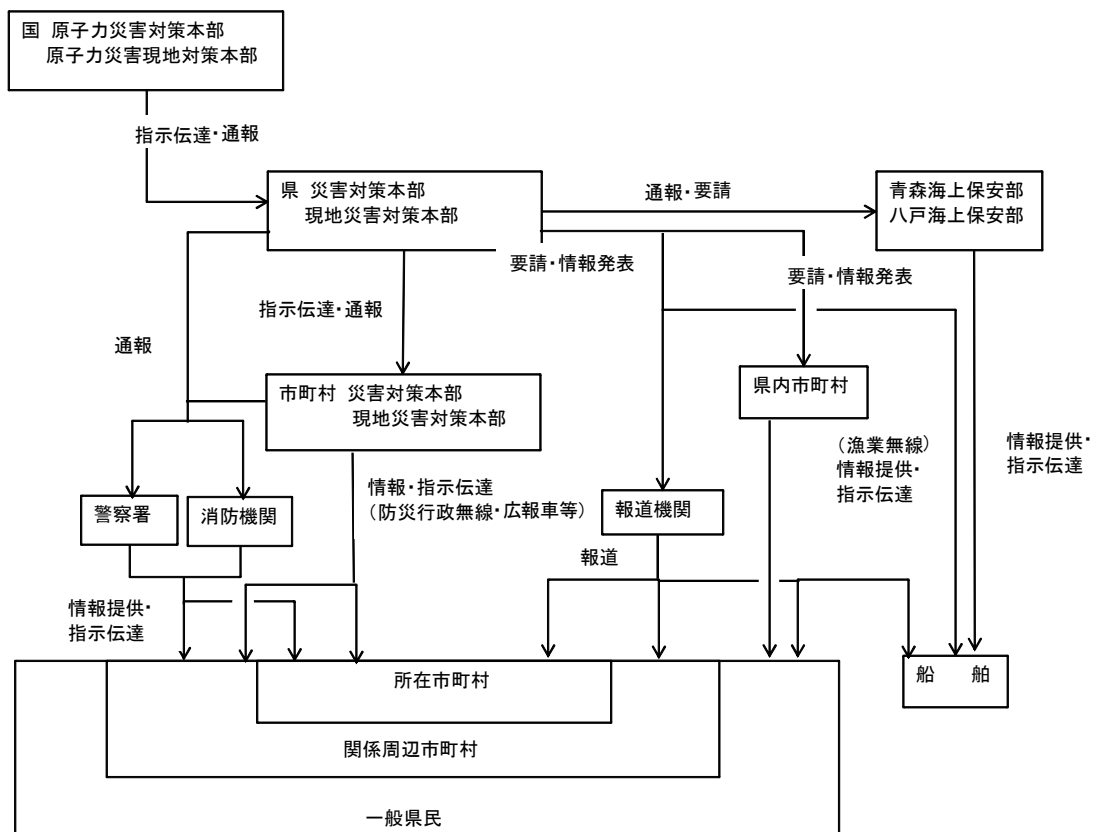 国 原子力災害対策本部
原子力災害現地対策本部
指示伝達・通報
県 災害対策本部
現地災害対策本部
通報・要請
青森海上保安部
八戸海上保安部
要請・情報発表
要請・情報発表
指示伝達・通報
通報
市町村 災害対策本部
現地災害対策本部
県内市町村
(漁業無線)
情報提供・
指示伝達
情報提供・
指示伝達
情報・指示伝達
(防災行政無線・広報車等)
警察署
消防機関
報道機関
報道
情報提供・
指示伝達
所在市町村
船 舶
関係周辺市町村
一般県民